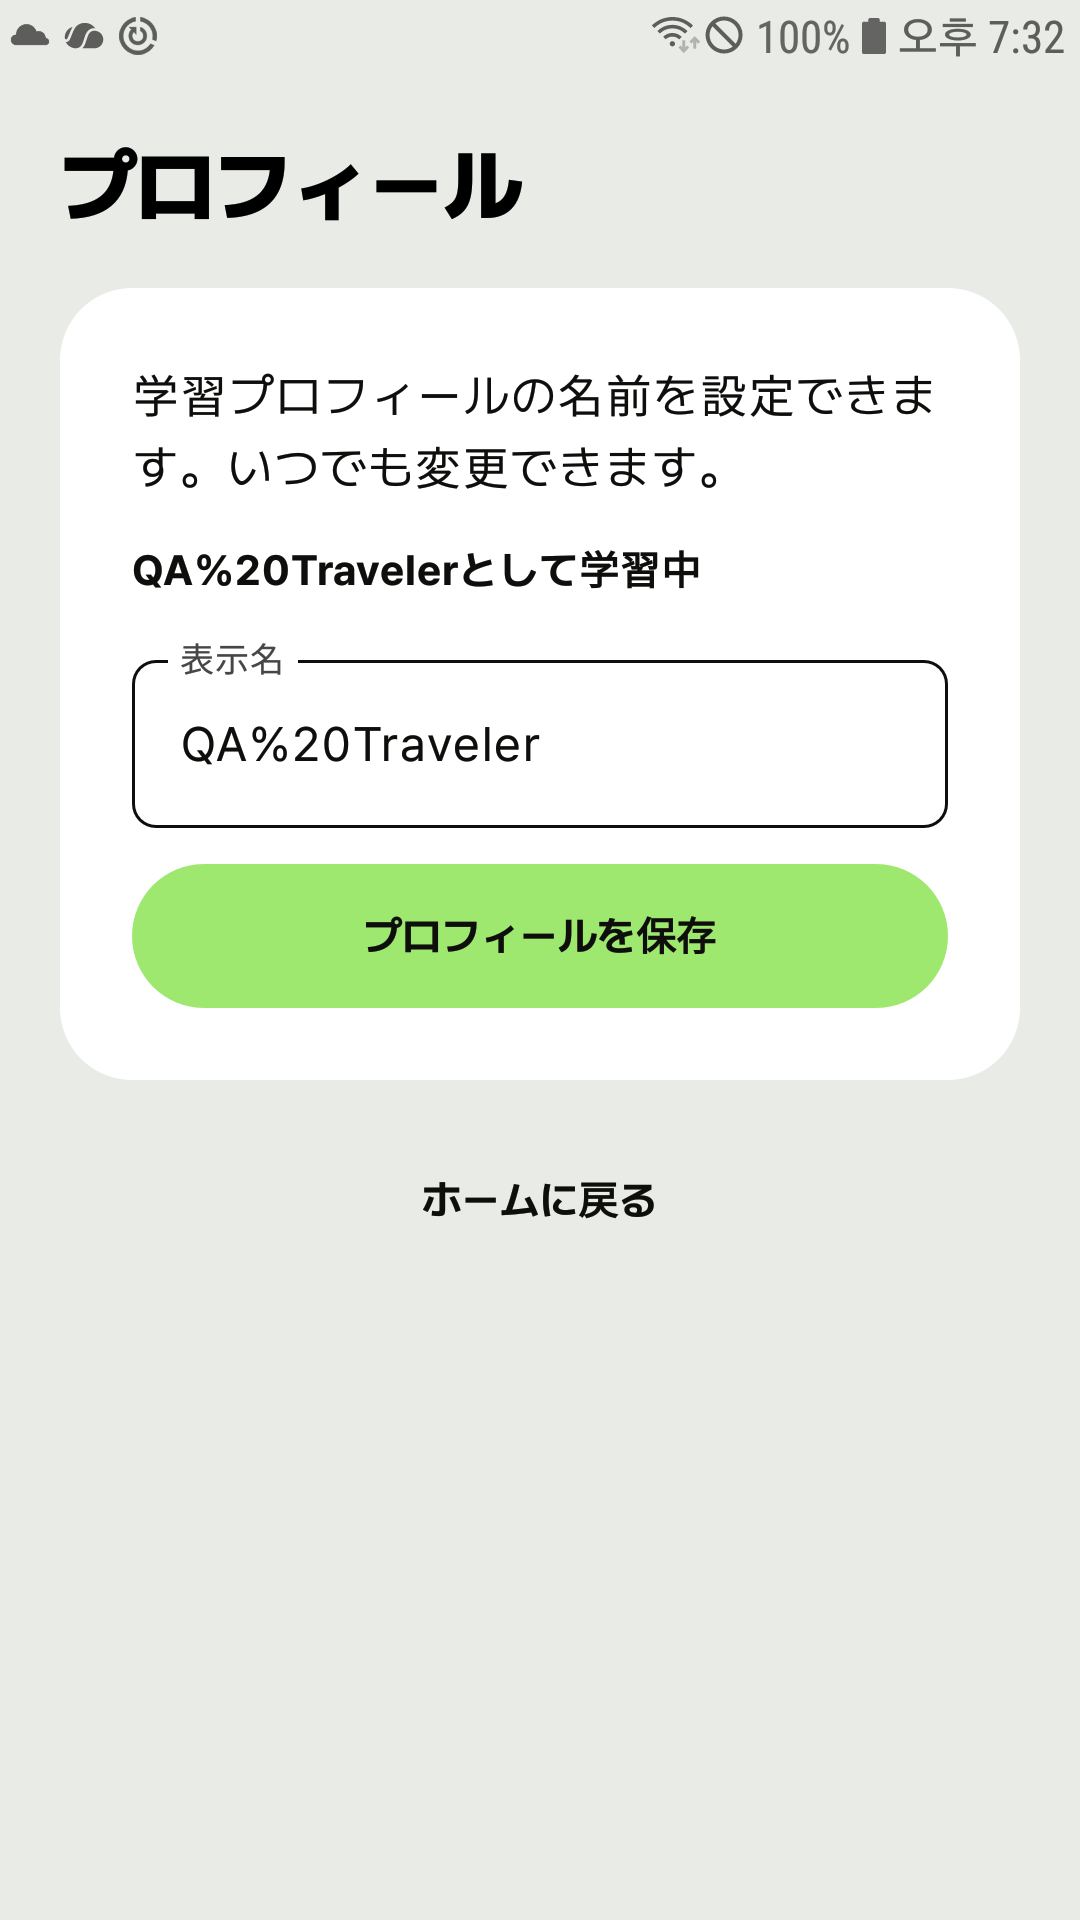 100% 오후 7:32
プロフィール
学習プロフィールの名前を設定できま
す。いつでも変更できます。
QA%20Travelerとして学習中
表示名
QA%20Traveler
プロフィールを保存
ホームに戻る